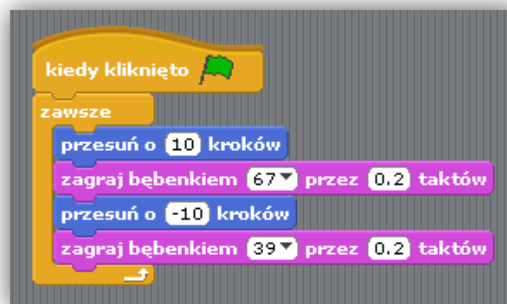 kiedy kliknięto
zawsze
przesuń o 10 kroków
zagraj bębenkiem 67 przez 0.2 taktów
przesuń o -10 kroków
zagraj bębenkiem 39 przez 0.2 taktów